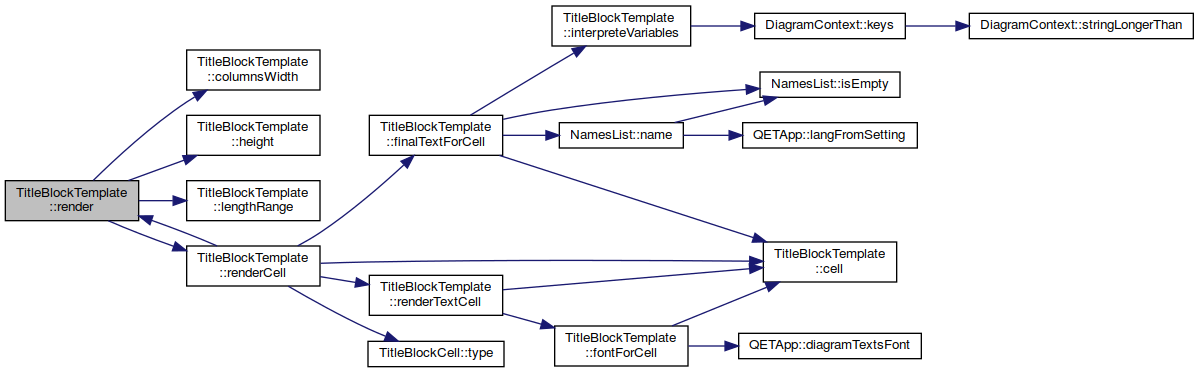 TitleBlockTemplate
::render
TitleBlockTemplate
::columnsWidth
TitleBlockTemplate
::height
TitleBlockTemplate
::lengthRange
TitleBlockTemplate
::renderCell
TitleBlockTemplate
::finalTextForCell
TitleBlockTemplate
::renderTextCell
TitleBlockCell::type
TitleBlockTemplate
::interpreteVariables
NamesList::name
TitleBlockTemplate
::fontForCell
DiagramContext::keys
NamesList::isEmpty
QETApp::langFromSetting
TitleBlockTemplate
::cell
QETApp::diagramTextsFont
DiagramContext::stringLongerThan